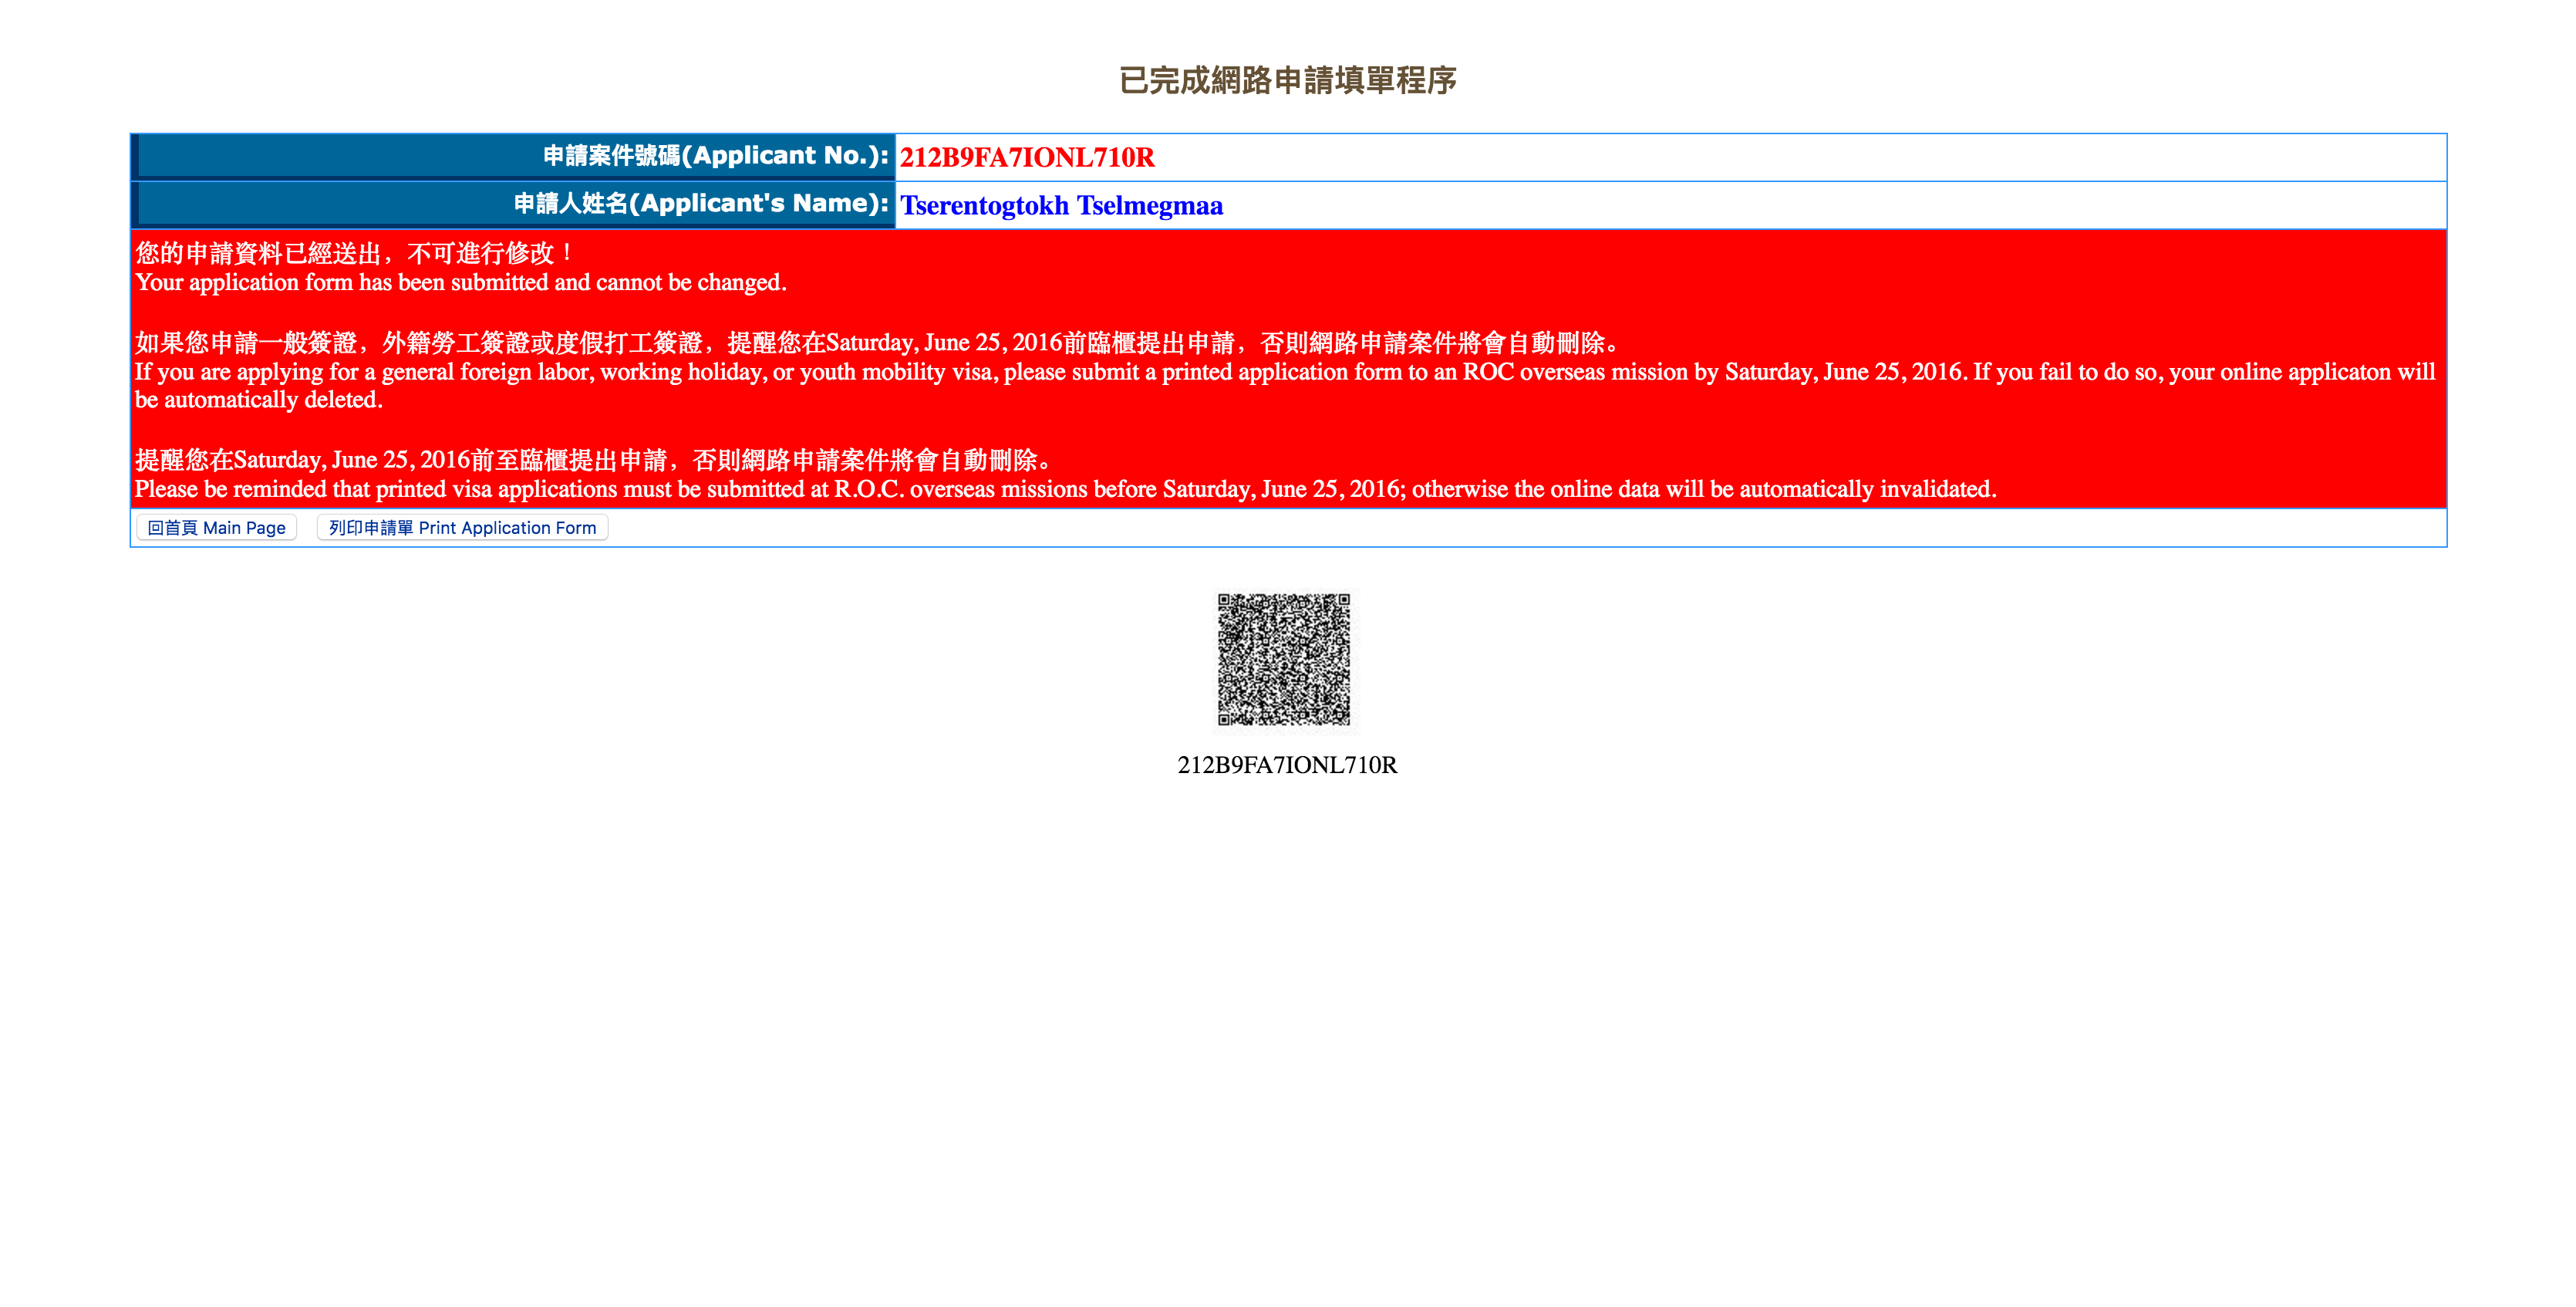 已完成網路申請填單程序
申請案件號碼(Applicant No.): 212B9FA7IONL710R
申請人姓名(Applicant's Name): Tserentogtokh Tselmegmaa
您的申請資料已經送出，不可進行修改！
Your application form has been submitted and cannot be changed.
如果您申請一般簽證，外籍勞工簽證或度假打工簽證，提醒您在Saturday, June 25, 2016前臨櫃提出申請，否則網路申請案件將會自動刪除。
If you are applying for a general foreign labor, working holiday, or youth mobility visa, please submit a printed application form to an ROC overseas mission by Saturday, June 25, 2016. If you fail to do so, your online applicaton will
be automatically deleted.
提醒您在Saturday, June 25, 2016前至臨櫃提出申請，否則網路申請案件將會自動刪除。
Please be reminded that printed visa applications must be submitted at R.O.C. overseas missions before Saturday, June 25, 2016; otherwise the online data will be automatically invalidated.
回首頁 Main Page 列印申請單 Print Application Form
212B9FA7IONL710R